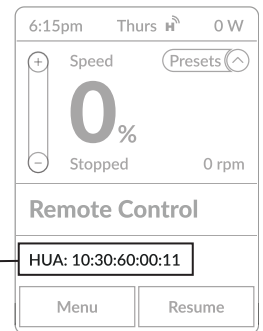 6:15pm Thurs H 0 W
+ Speed Presets
0%
- Stopped 0 rpm
Remote Control
HUA: 10:30:60:00:11
Menu Resume